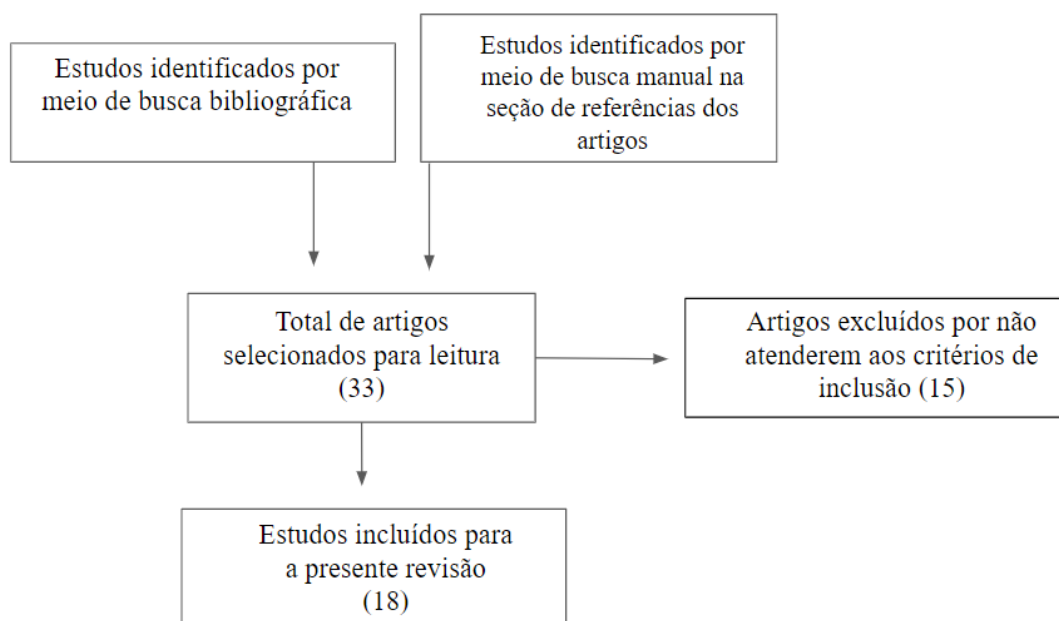 Estudos identificados por
meio de busca bibliográfica
Estudos identificados por
meio de busca manual na
seção de referências dos
artigos
Total de artigos
selecionados para leitura
(33)
Artigos excluídos por não
atenderem aos critérios de
inclusão (15)
Estudos incluídos para
a presente revisão
(18)